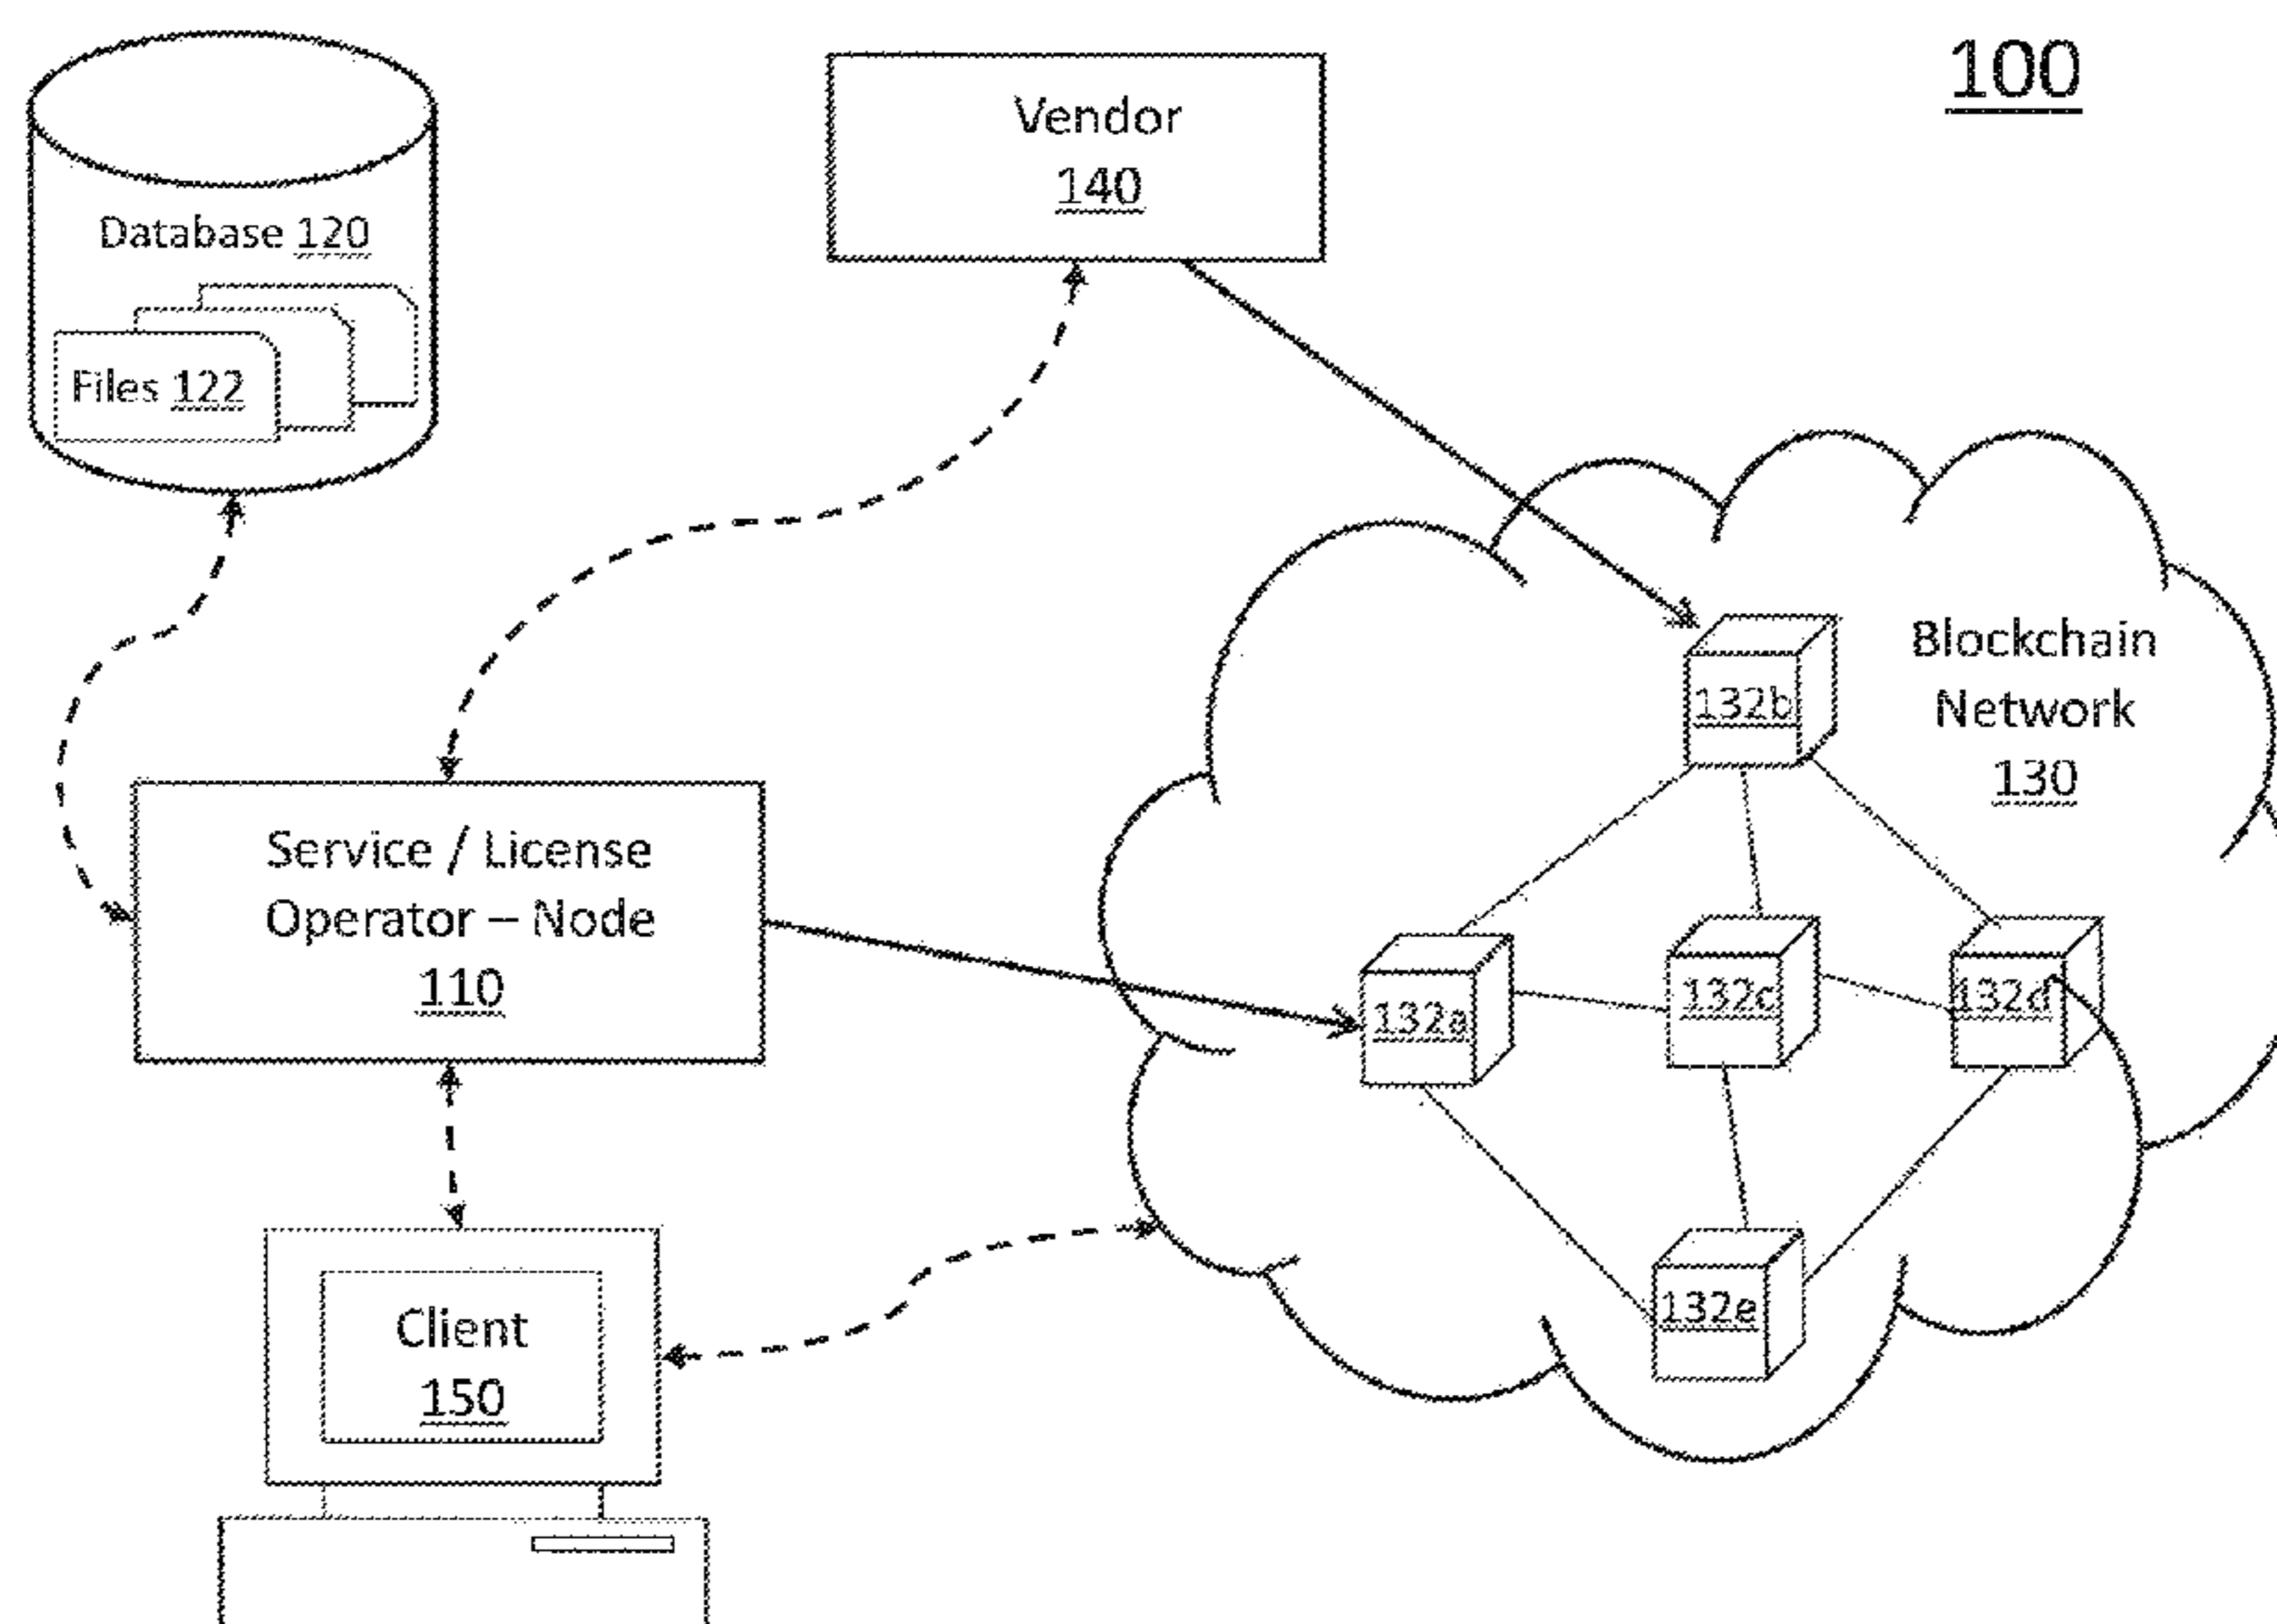 100
Vendor
140
Database 120
Files 122
Blockchain
Network
130
132b
Service / License
Operator – Node
110
132a
132c
132d
132e
Client
150